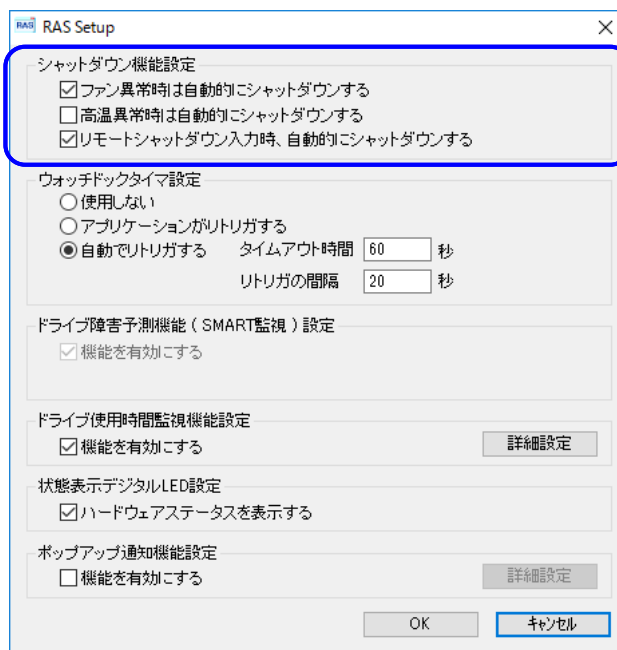 RAS RAS Setup
シャットダウン機能設定
ファン異常時は自動的にシャットダウンする
高温異常時は自動的にシャットダウンする
リモートシャットダウン入力時、自動的にシャットダウンする
ウォッチドックタイマ設定
使用しない
アプリケーションがリトリガする
自動でリトリガする タイムアウト時間 60 秒
リトリガの間隔 20 秒
ドライブ障害予測機能（SMART監視）設定
機能を有効にする
ドライブ使用時間監視機能設定
機能を有効にする 詳細設定
状態表示デジタルLED設定
ハードウェアステータスを表示する
ポップアップ通知機能設定
機能を有効にする 詳細設定
OK キャンセル